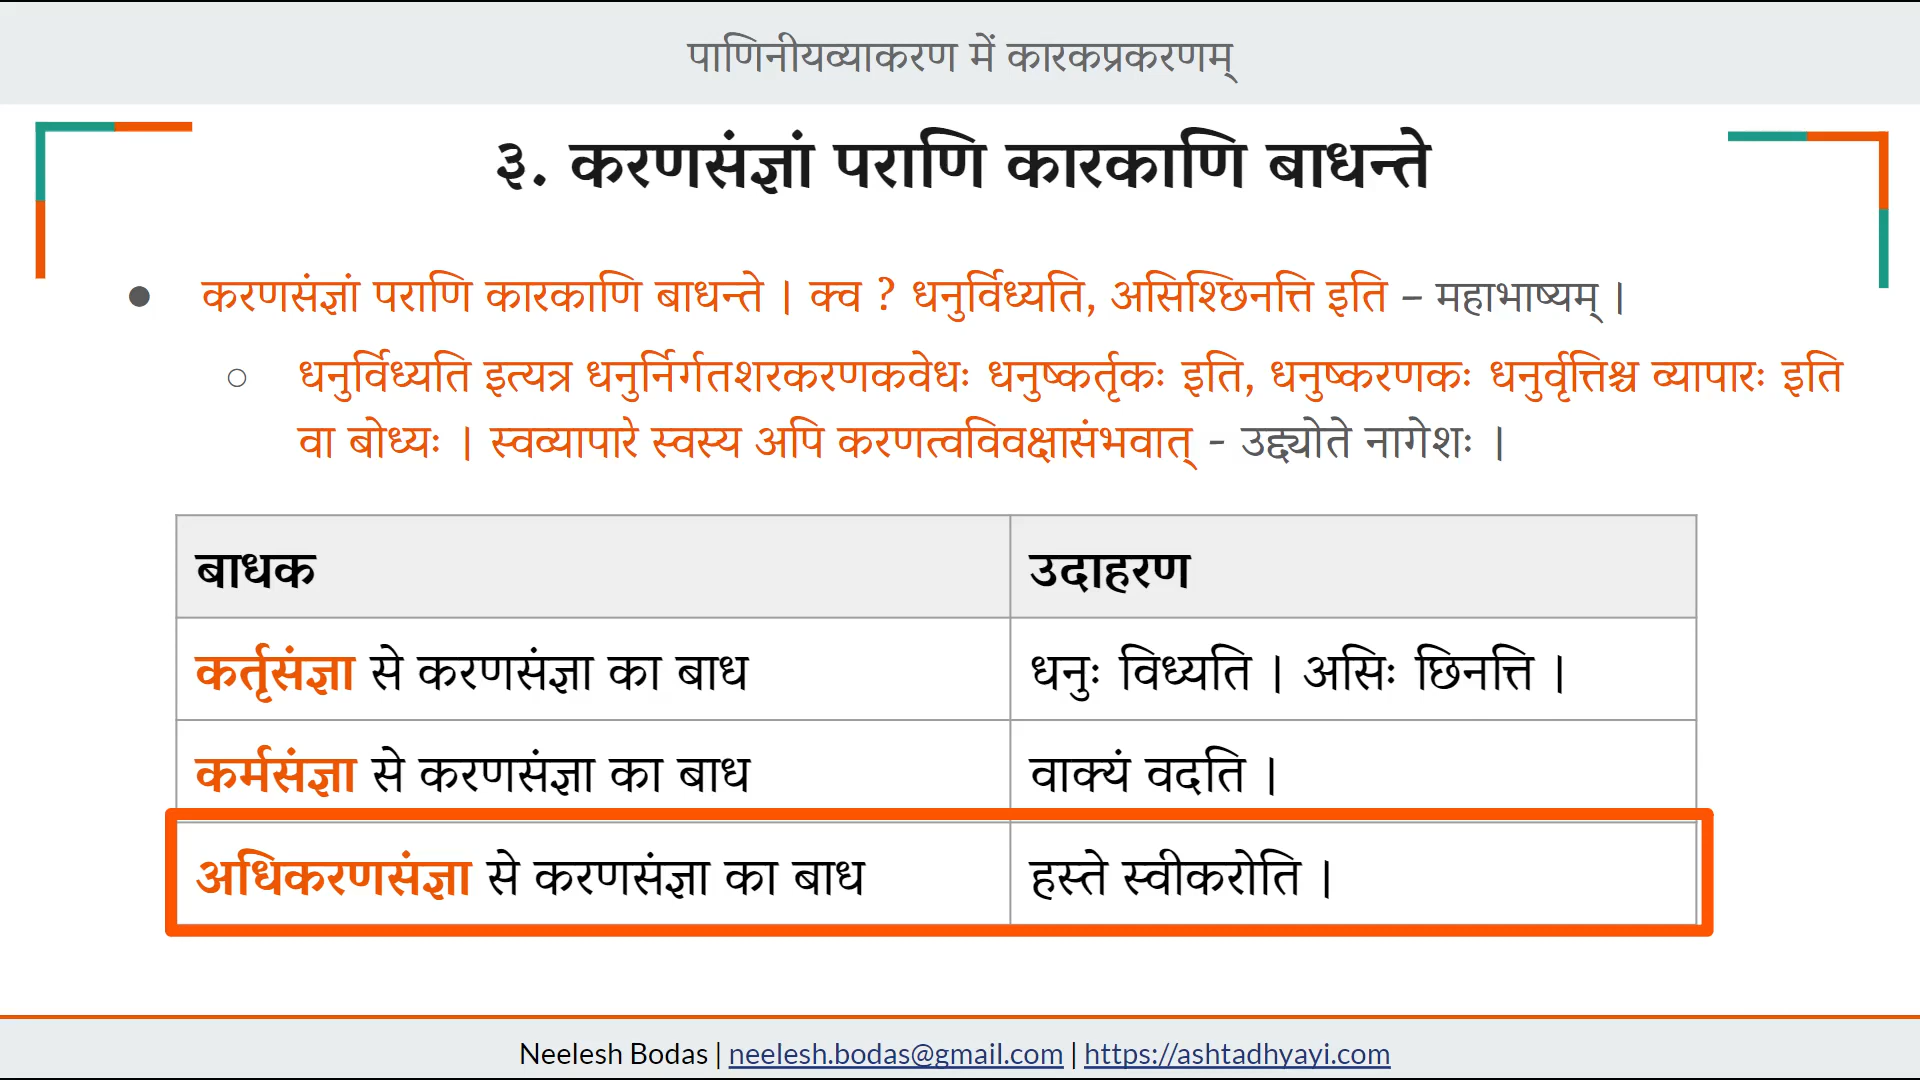 पाणिनीयव्याकरण में कारकप्रकरणम्
३. करणसंज्ञां पराणि कारकाणि बाधन्ते
● करणसंज्ञां पराणि कारकाणि बाधन्ते । क्व ? धनुर्विध्यति, असिश्छिनत्ति इति – महाभाष्यम् ।
○ धनुर्विध्यति इत्यत्र धनुर्निर्गतशरकरणकवेधः धनुष्कर्तृकः इति, धनुष्करणकः धनुर्वृत्तिश्च व्यापारः इति
वा बोध्यः । स्वव्यापारे स्वस्य अपि करणत्वविवक्षासंभवात् - उद्द्योते नागेशः ।
बाधक उदाहरण
कर्तृसंज्ञा से करणसंज्ञा का बाध धनुः विध्यति । असिः छिनत्ति ।
कर्मसंज्ञा से करणसंज्ञा का बाध वाक्यं वदति ।
अधिकरणसंज्ञा से करणसंज्ञा का बाध हस्ते स्वीकरोति ।
Neelesh Bodas | neelesh.bodas@gmail.com | https://ashtadhyayi.com